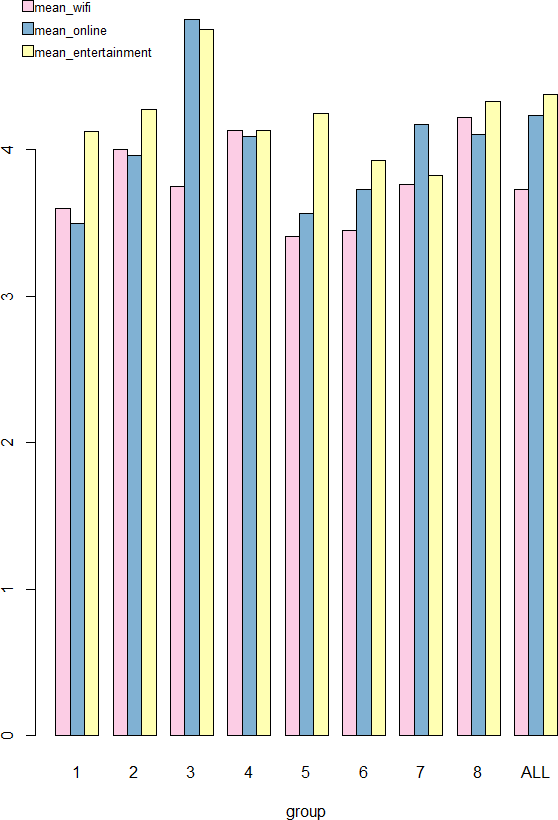 mean_wifi
mean_online
mean_entertainment
4
3
2
1
0
1 2 3 4 5 6 7 8 ALL
group